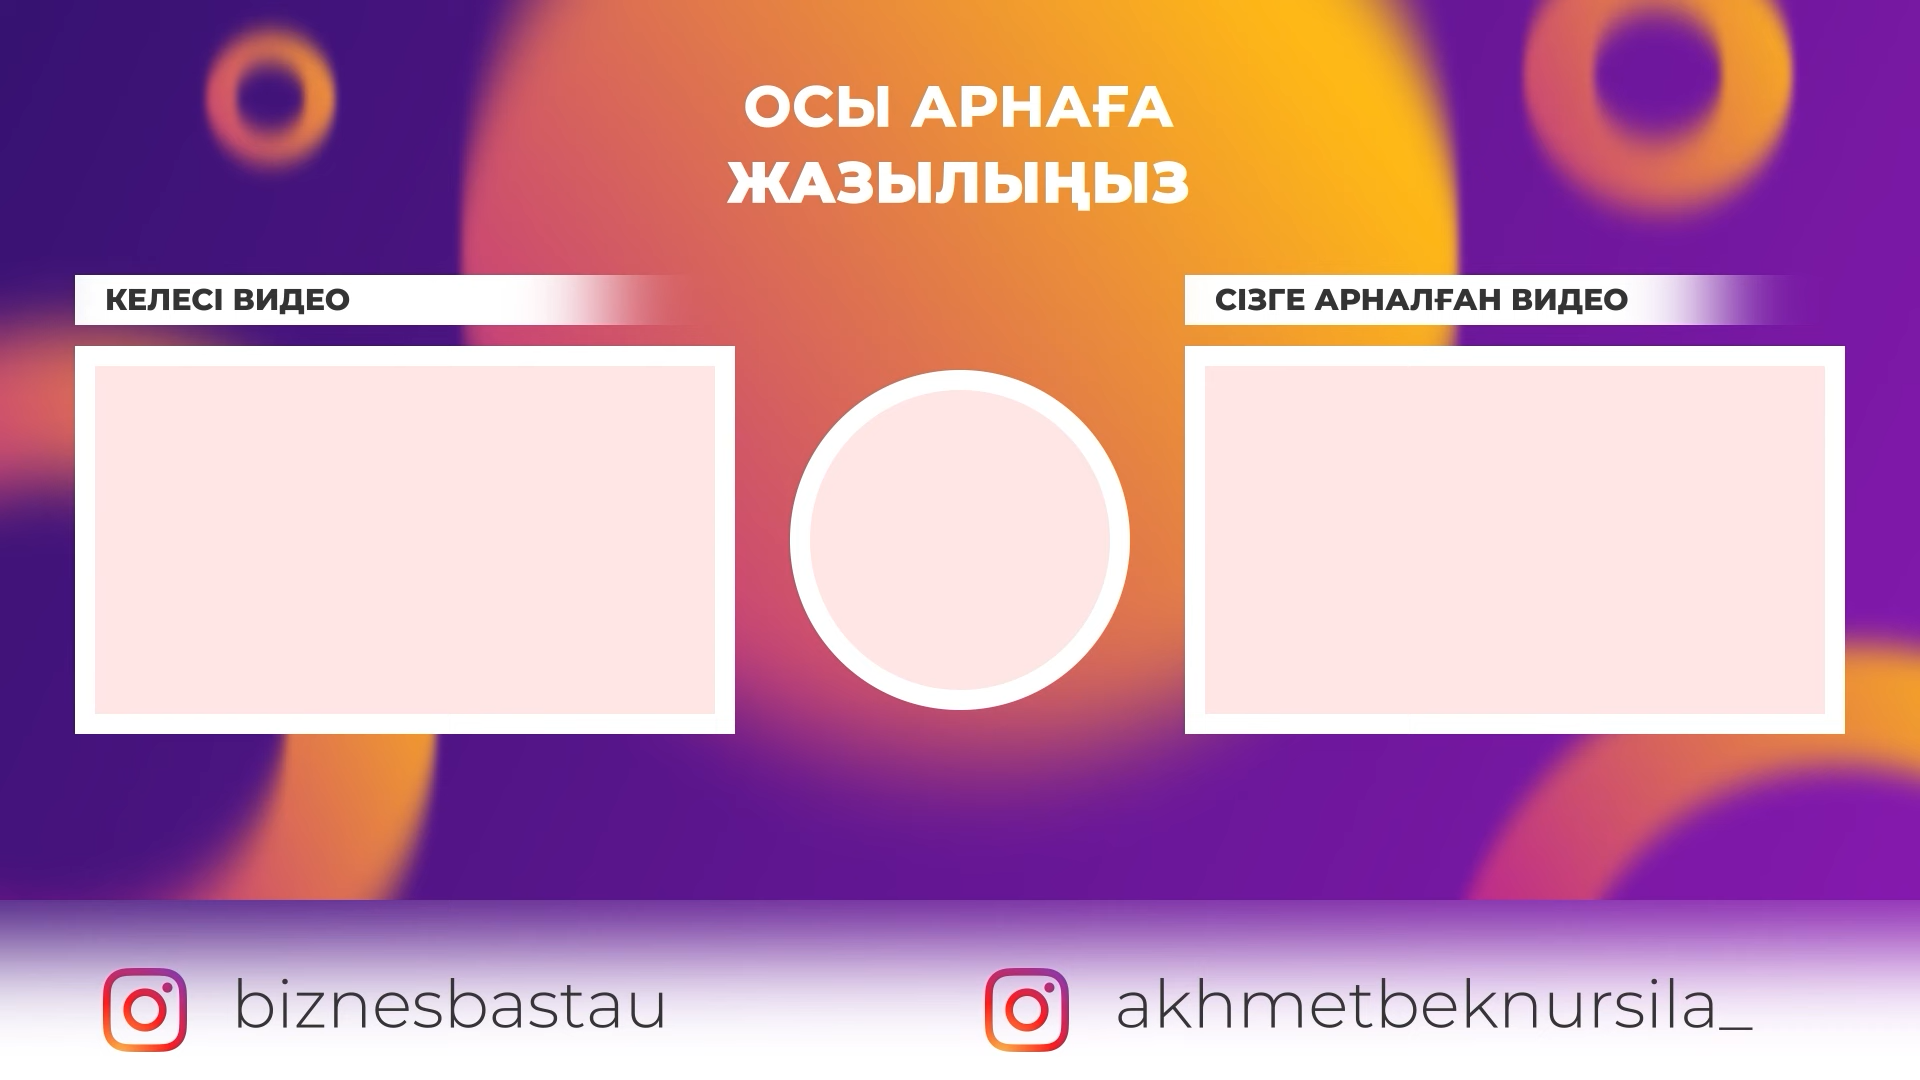 ОСЫ АРНАҒА
ЖАЗЫЛЫҢЫЗ
КЕЛЕСІ ВИДЕО
СІЗГЕ АРНАЛҒАН ВИДЕО
biznesbastau
akhmetbeknursila_